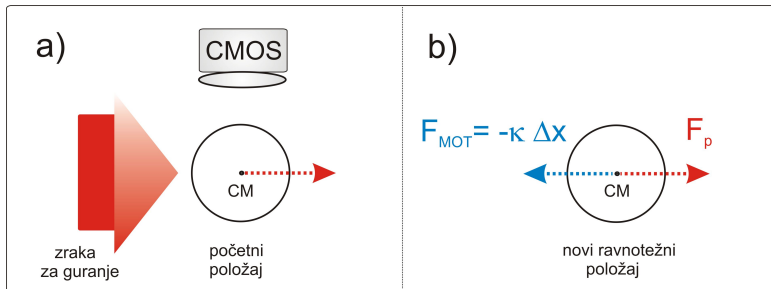 a)
CMOS
CM
zraka
za guranje
početni
položaj
b)
F_MOT = -κ Δx
F_p
CM
novi ravnotežni
položaj